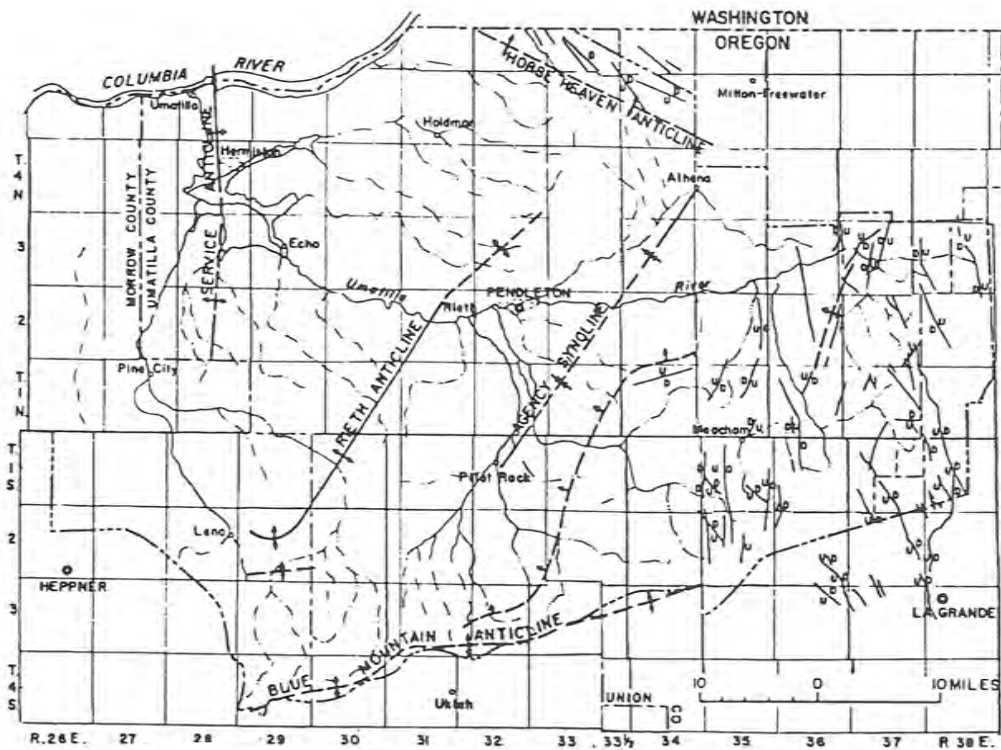 WASHINGTON
OREGON
COLUMBIA RIVER
Umatilla
HORSE HEAVEN ANTICLINE
Milton-Freewater
Holdman
Hermiston
SERVICE ANTICLINE
MORROW COUNTY
UMATILLA COUNTY
T.
4
N
Athena
3
Echo
Umatilla River
PENDLETON
Rieth
2
Pine City
T
1
N.
RIETH ANTICLINE
AGENCY SYNCLINE
Meacham
T
1
S.
Pilot Rock
2
Lena
HEPPNER
3
LA GRANDE
BLUE MOUNTAIN ANTICLINE
T
4
S.
Ukiah
UNION CO.
10 0 10 MILES
R.26 E. 27 28 29 30 31 32 33 33½ 34 35 36 37 R 38 E.